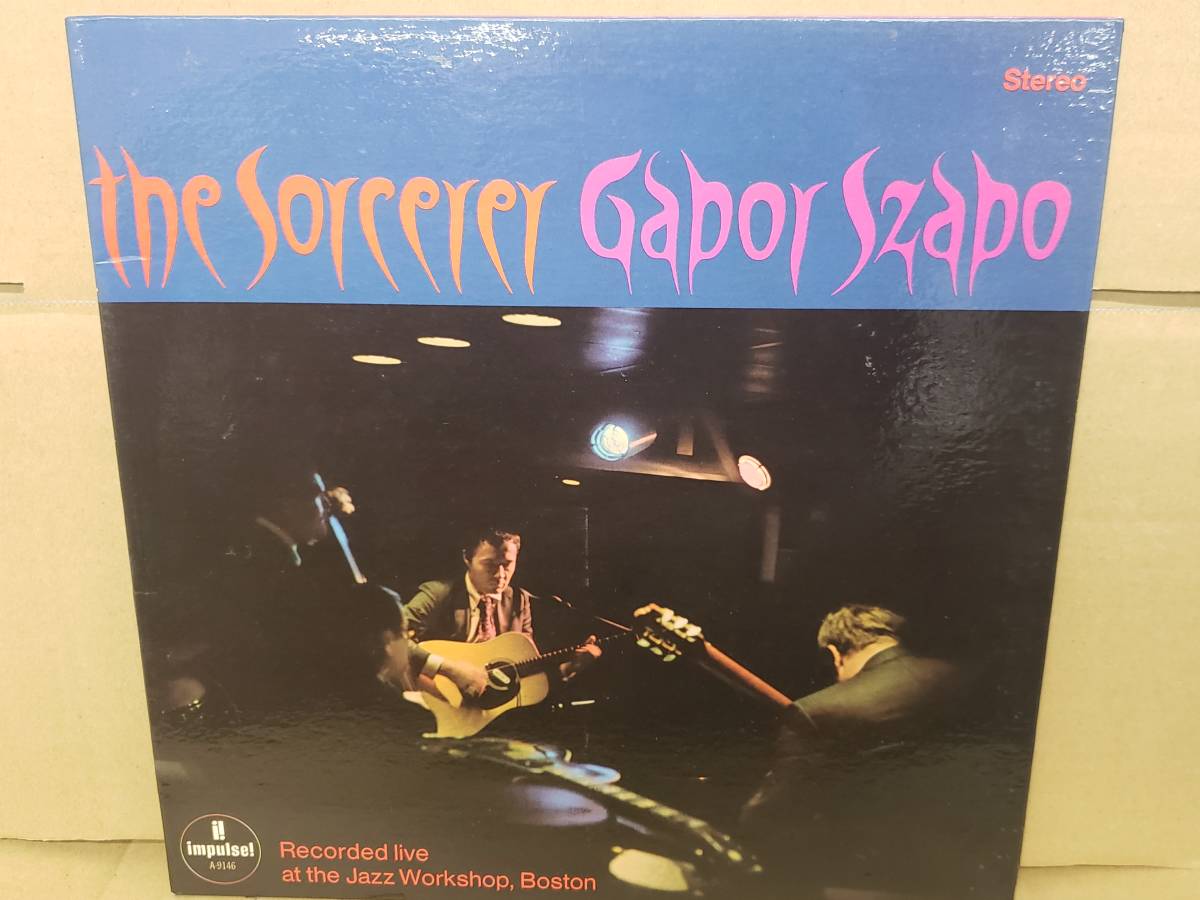 Stereo
the Sorcerer Gabor Szabo
i!
impulse!
A-9146
Recorded live
at the Jazz Workshop, Boston